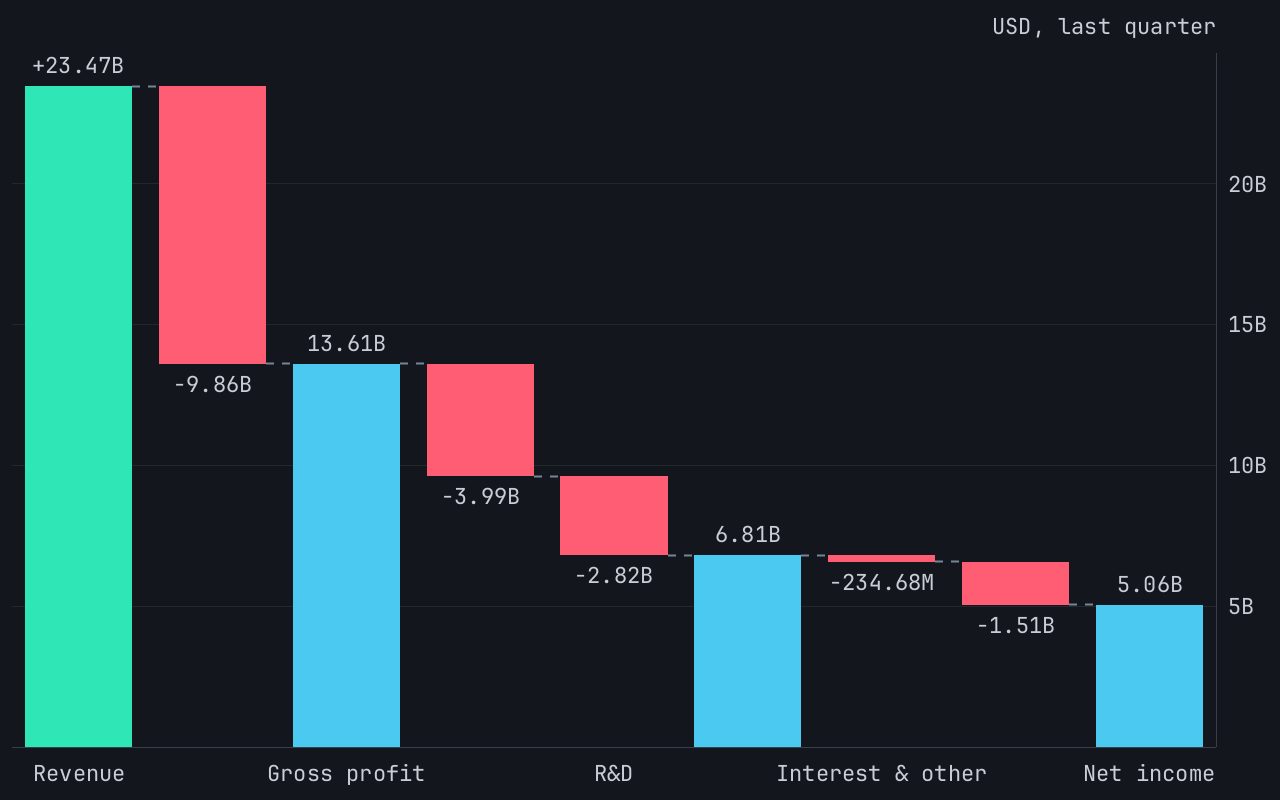 USD, last quarter
+23.47B
-9.86B
13.61B
-3.99B
-2.82B
6.81B
-234.68M
-1.51B
5.06B
20B
15B
10B
5B
Revenue
Gross profit
R&D
Interest & other
Net income